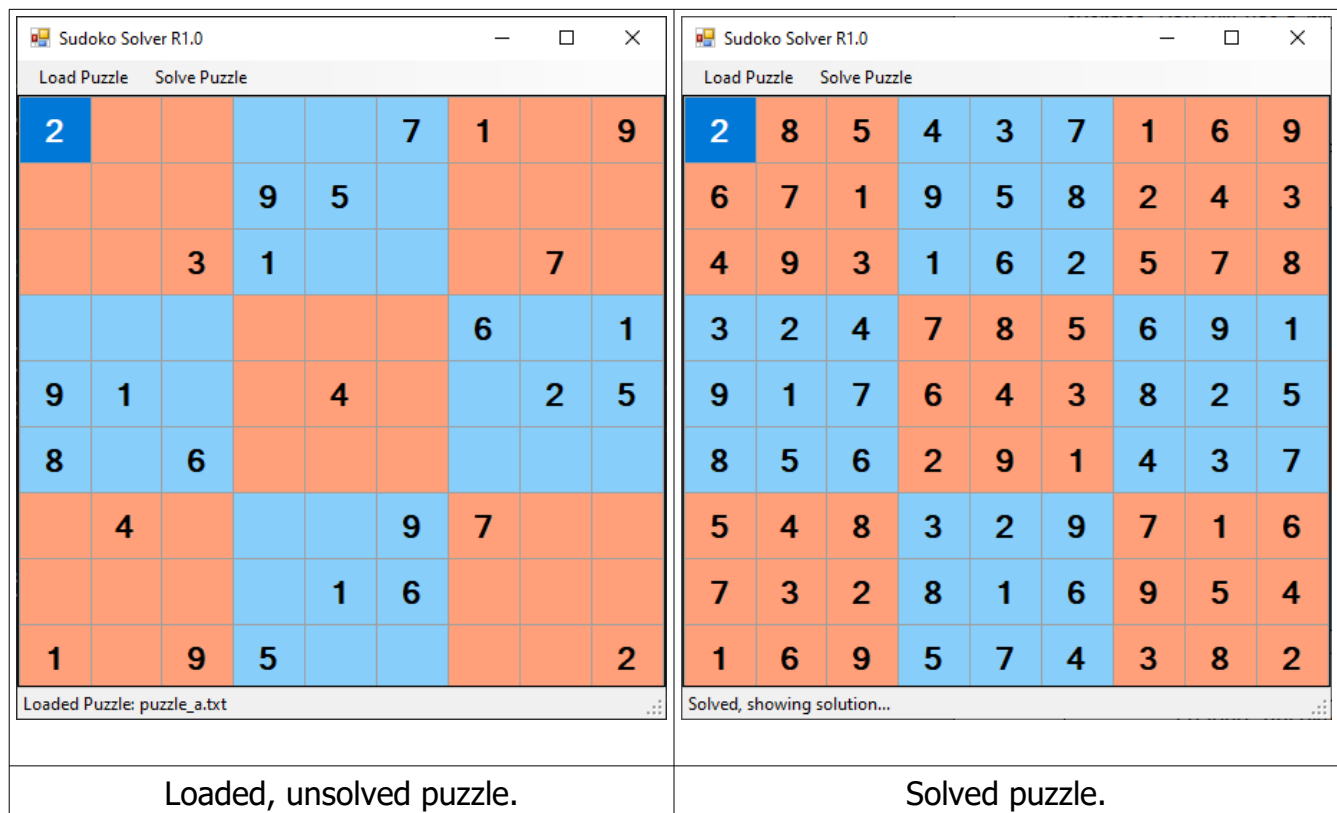 Sudoko Solver R1.0
Load Puzzle Solve Puzzle
2 7 1 9
9 5
3 1 7
6 1
9 1 4 2 5
8 6
4 9 7
1 6
1 9 5 2
Loaded Puzzle: puzzle_a.txt
Loaded, unsolved puzzle.
Sudoko Solver R1.0
Load Puzzle Solve Puzzle
2 8 5 4 3 7 1 6 9
6 7 1 9 5 8 2 4 3
4 9 3 1 6 2 5 7 8
3 2 4 7 8 5 6 9 1
9 1 7 6 4 3 8 2 5
8 5 6 2 9 1 4 3 7
5 4 8 3 2 9 7 1 6
7 3 2 8 1 6 9 5 4
1 6 9 5 7 4 3 8 2
Solved, showing solution...
Solved puzzle.